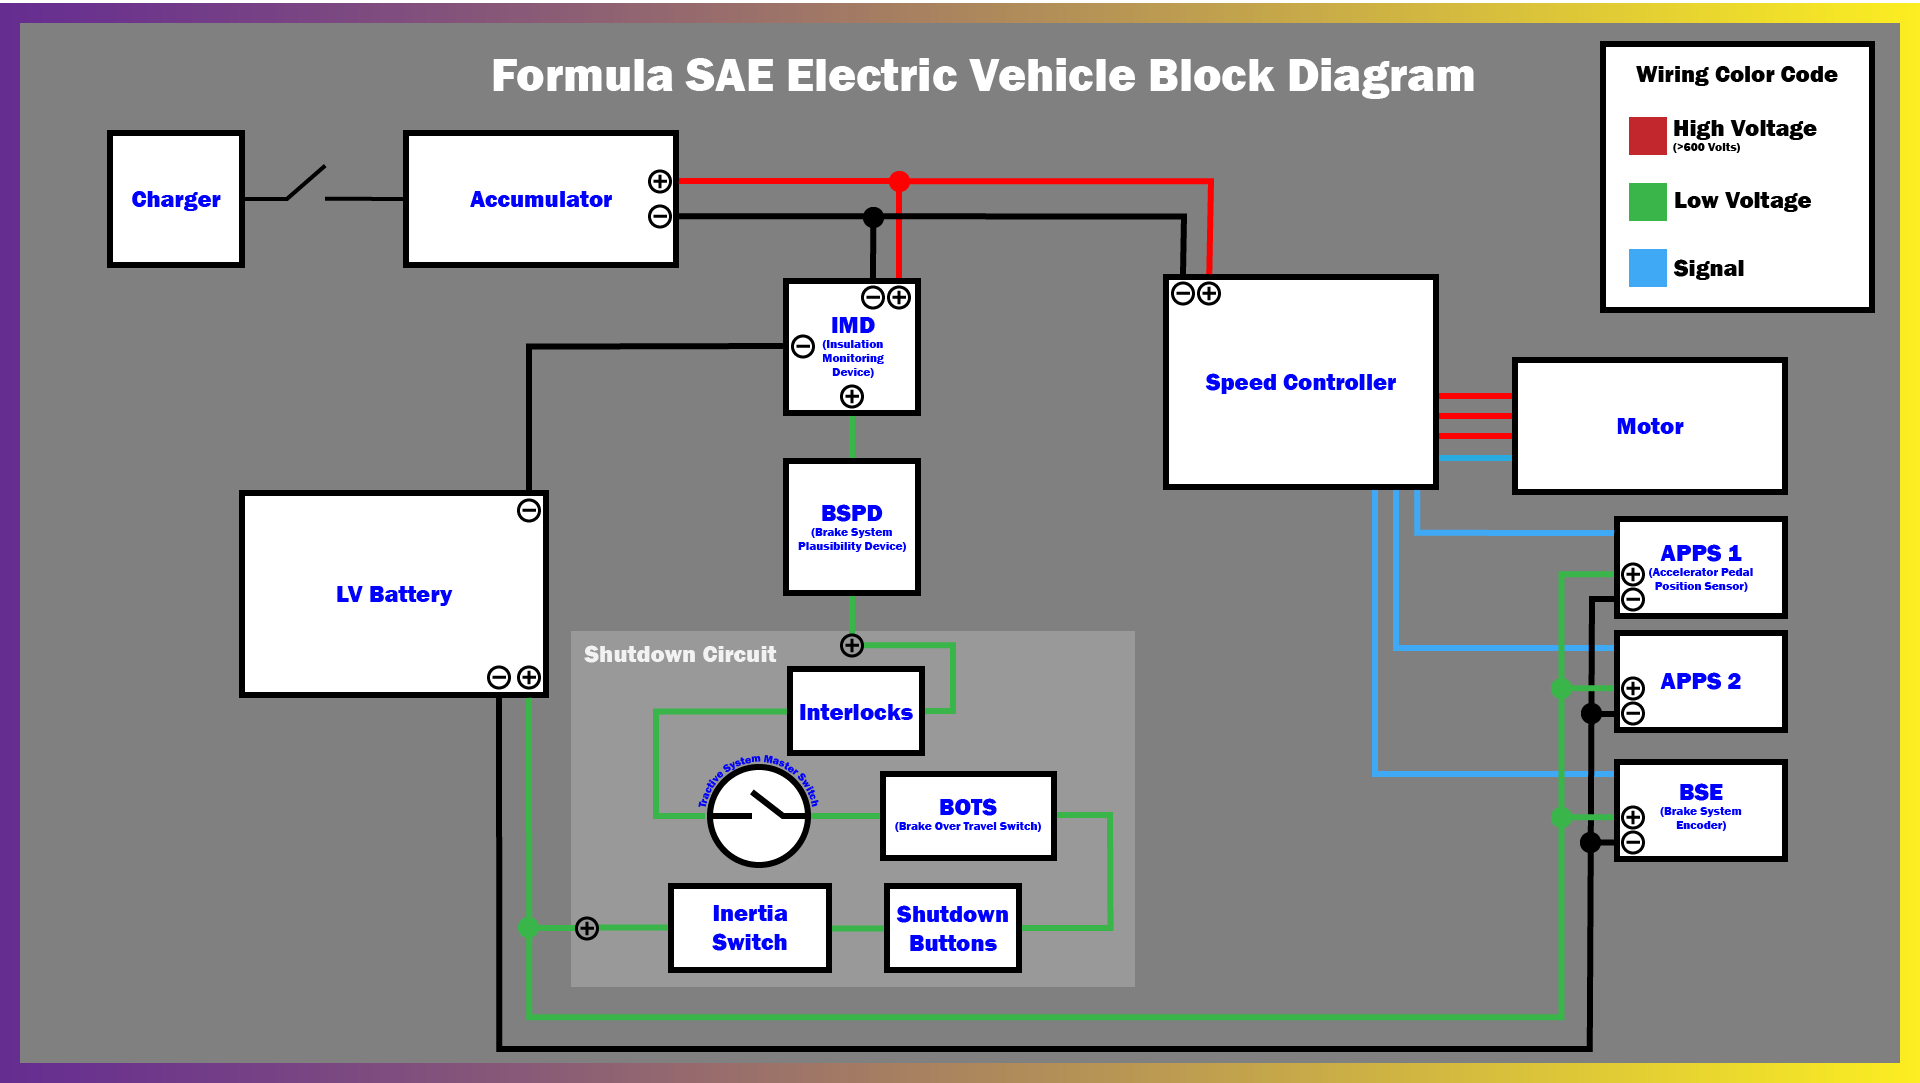 Formula SAE Electric Vehicle Block Diagram
Wiring Color Code
High Voltage
(>600 Volts)
Low Voltage
Signal
Charger
Accumulator
IMD
(Insulation
Monitoring
Device)
Speed Controller
Motor
BSPD
(Brake System
Plausibility Device)
LV Battery
APPS 1
(Accelerator Pedal
Position Sensor)
APPS 2
BSE
(Brake System
Encoder)
Shutdown Circuit
Interlocks
Tractive System Master Switch
BOTS
(Brake Over Travel Switch)
Inertia
Switch
Shutdown
Buttons